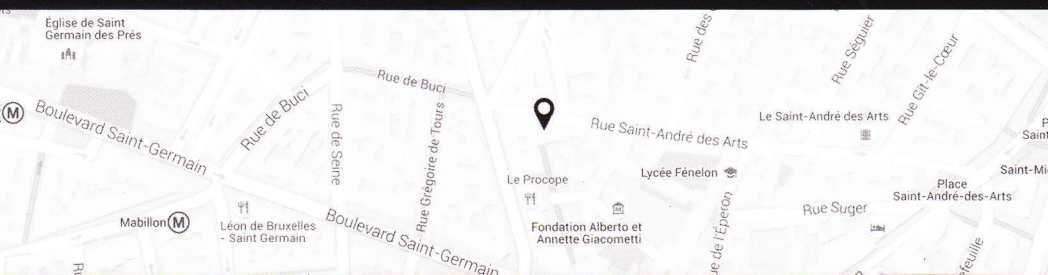 Église de Saint
Germain des Prés
Rue des
Rue Séguier
Rue Gît-le-Cœur
Rue de Buci
M
Boulevard Saint-Germain
Rue de Buci
Rue de Seine
Rue Grégoire de Tours
Rue Saint-André des Arts
Le Saint-André des Arts
Saint
Le Procope
Lycée Fénelon
Place
Saint-André-des-Arts
Rue Suger
Mabillon M
Léon de Bruxelles
- Saint Germain
Boulevard Saint-Germain
Fondation Alberto et
Annette Giacometti
ue de l'Éperon
efeuille
Saint-Mi